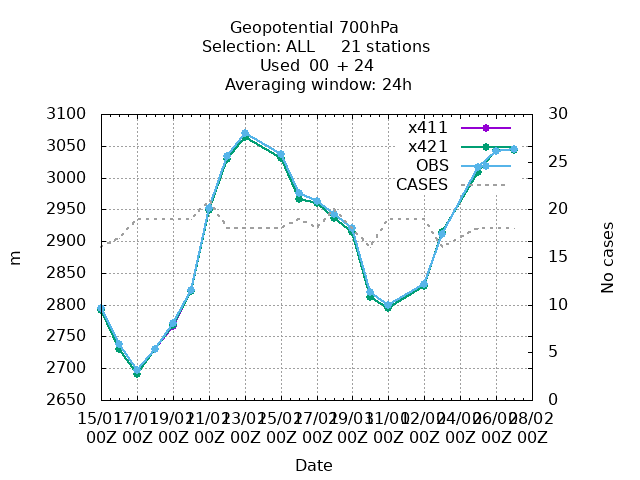 Geopotential 700hPa
Selection: ALL 21 stations
Used 00 + 24
Averaging window: 24h
3100
3050
3000
2950
2900
2850
2800
2750
2700
2650
m
30
25
20
15
10
5
0
No cases
x411
x421
OBS
CASES
15/01 17/01 19/01 21/01 23/01 25/01 27/01 29/01 31/01 02/02 24/02 26/02 28/02
00Z 00Z 00Z 00Z 00Z 00Z 00Z 00Z 00Z 00Z 00Z 00Z 00Z
Date